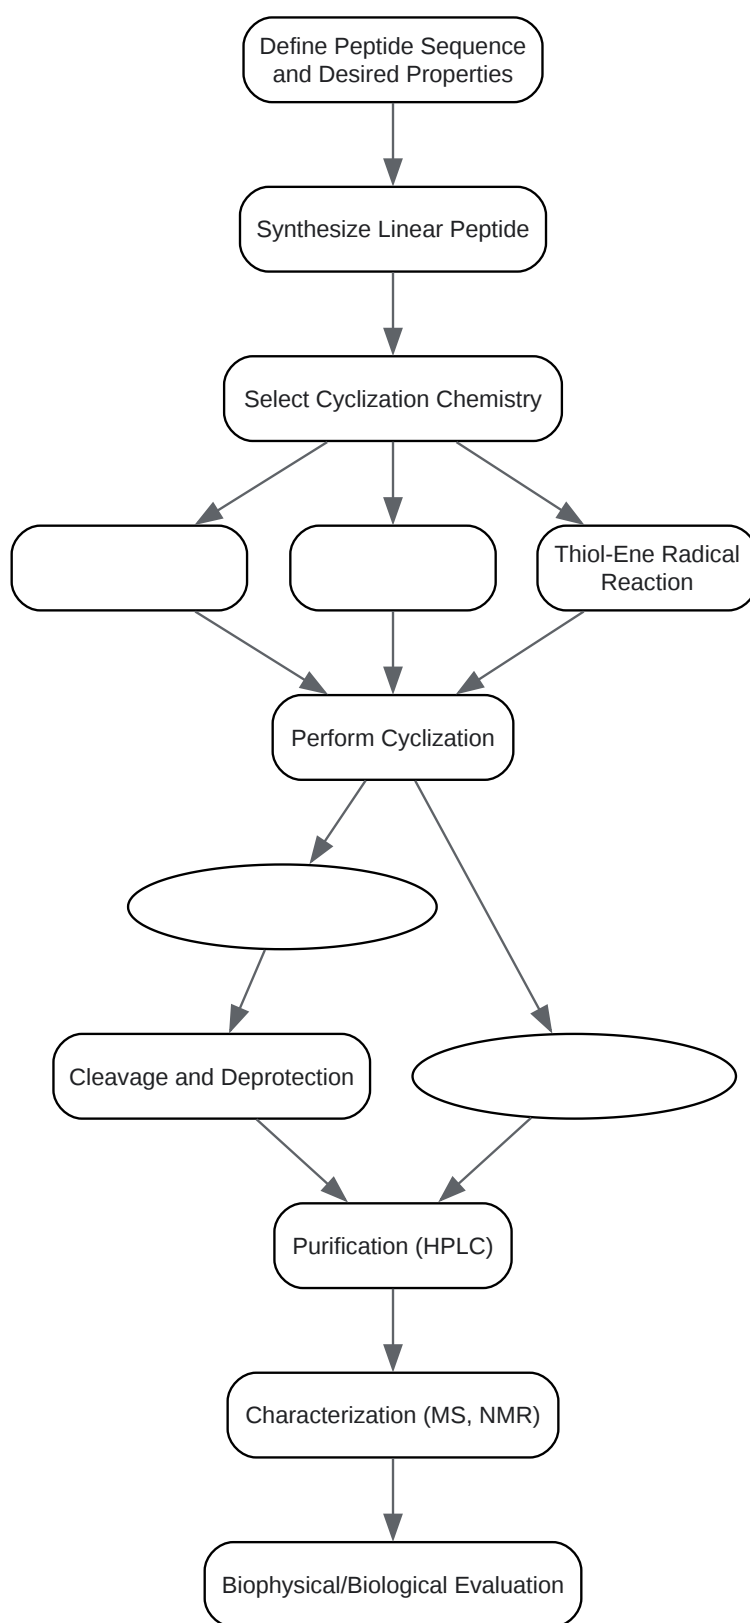 Define Peptide Sequence
and Desired Properties
Synthesize Linear Peptide
Select Cyclization Chemistry
Thiol-Ene Radical
Reaction
Perform Cyclization
Cleavage and Deprotection
Purification (HPLC)
Characterization (MS, NMR)
Biophysical/Biological Evaluation